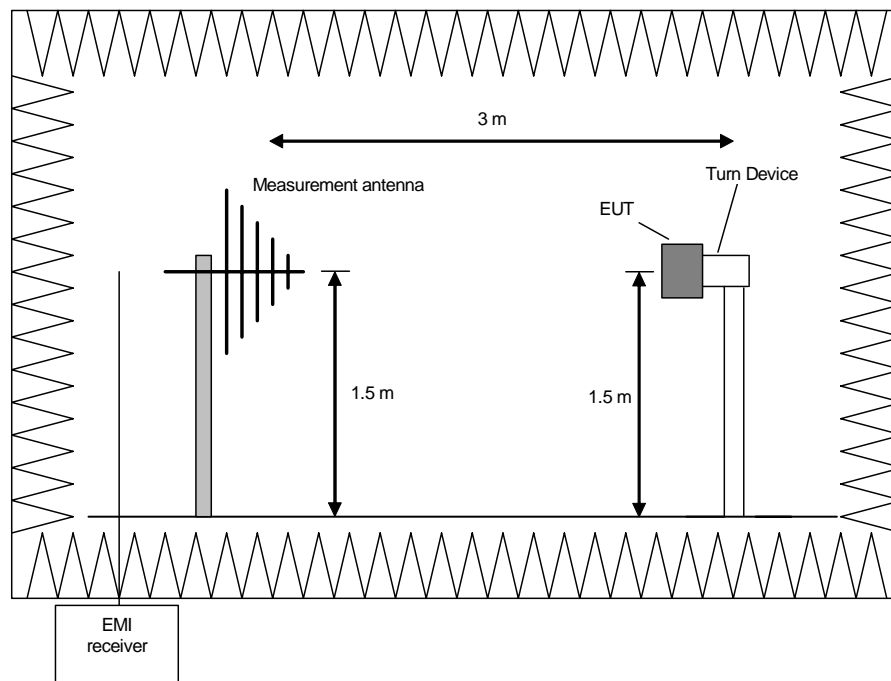 3 m
Turn Device
Measurement antenna
EUT
1.5 m
1.5 m
EMI
receiver